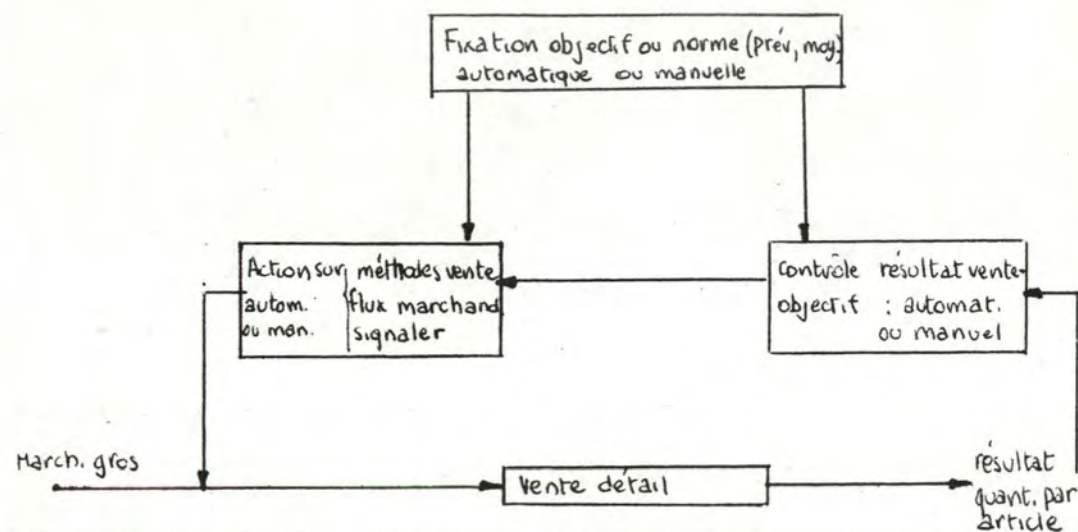 Fixation objectif ou norme (prév, moy)
automatique ou manuelle
Action sur méthodes vente
autom. flux marchand
ou man. signaler
Contrôle résultat vente-
objectif : automat.
ou manuel
March. gros
Vente détail
résultat
quant. par
article